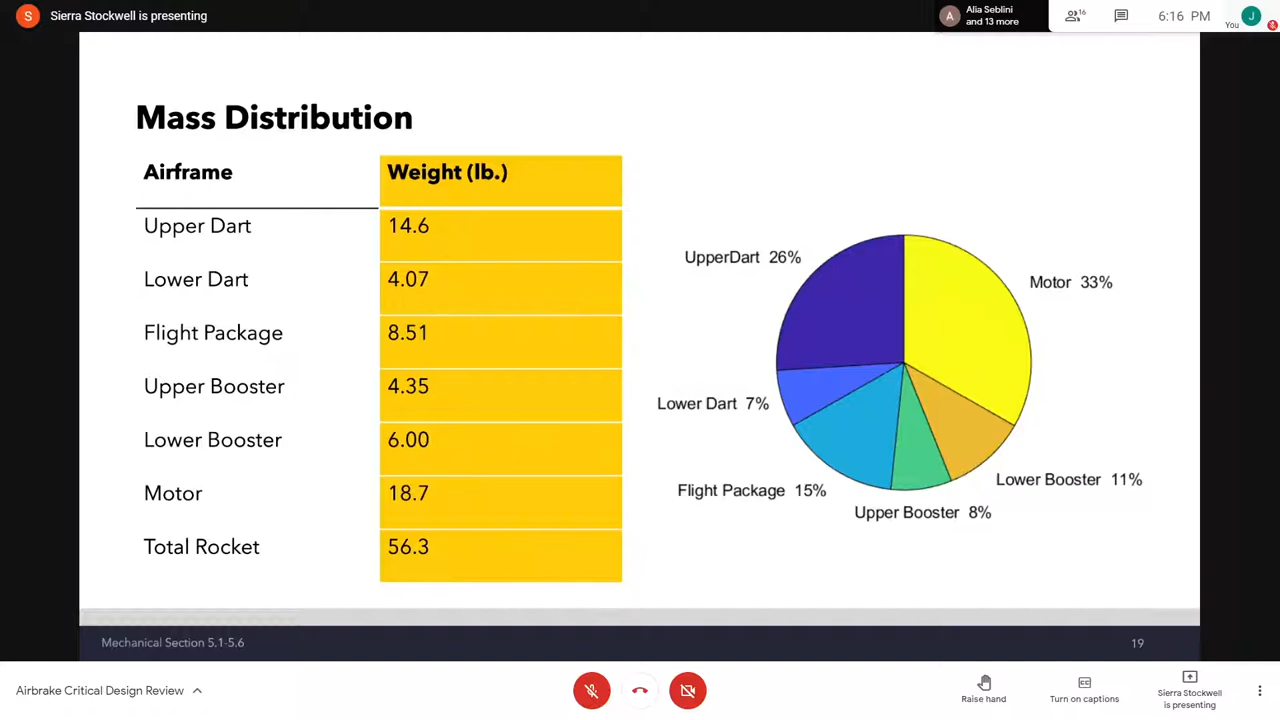 S Sierra Stockwell is presenting
A Alia Seblini
and 13 more
16
6:16 PM
You
J
Mass Distribution
Airframe Weight (lb.)
Upper Dart 14.6
Lower Dart 4.07
Flight Package 8.51
Upper Booster 4.35
Lower Booster 6.00
Motor 18.7
Total Rocket 56.3
UpperDart 26%
Motor 33%
Lower Dart 7%
Lower Booster 11%
Flight Package 15%
Upper Booster 8%
Mechanical Section 5.1-5.6
19
Airbrake Critical Design Review
Raise hand
CC
Turn on captions
Sierra Stockwell
is presenting